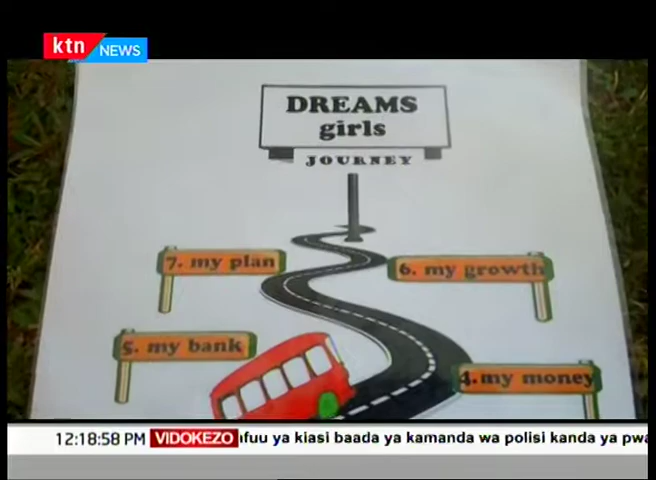 ktn NEWS
DREAMS
girls
JOURNEY
7. my plan
6. my growth
5. my bank
4. my money
12:18:58 PM VIDOKEZO ya kiasi baada ya kamanda wa polisi kanda ya